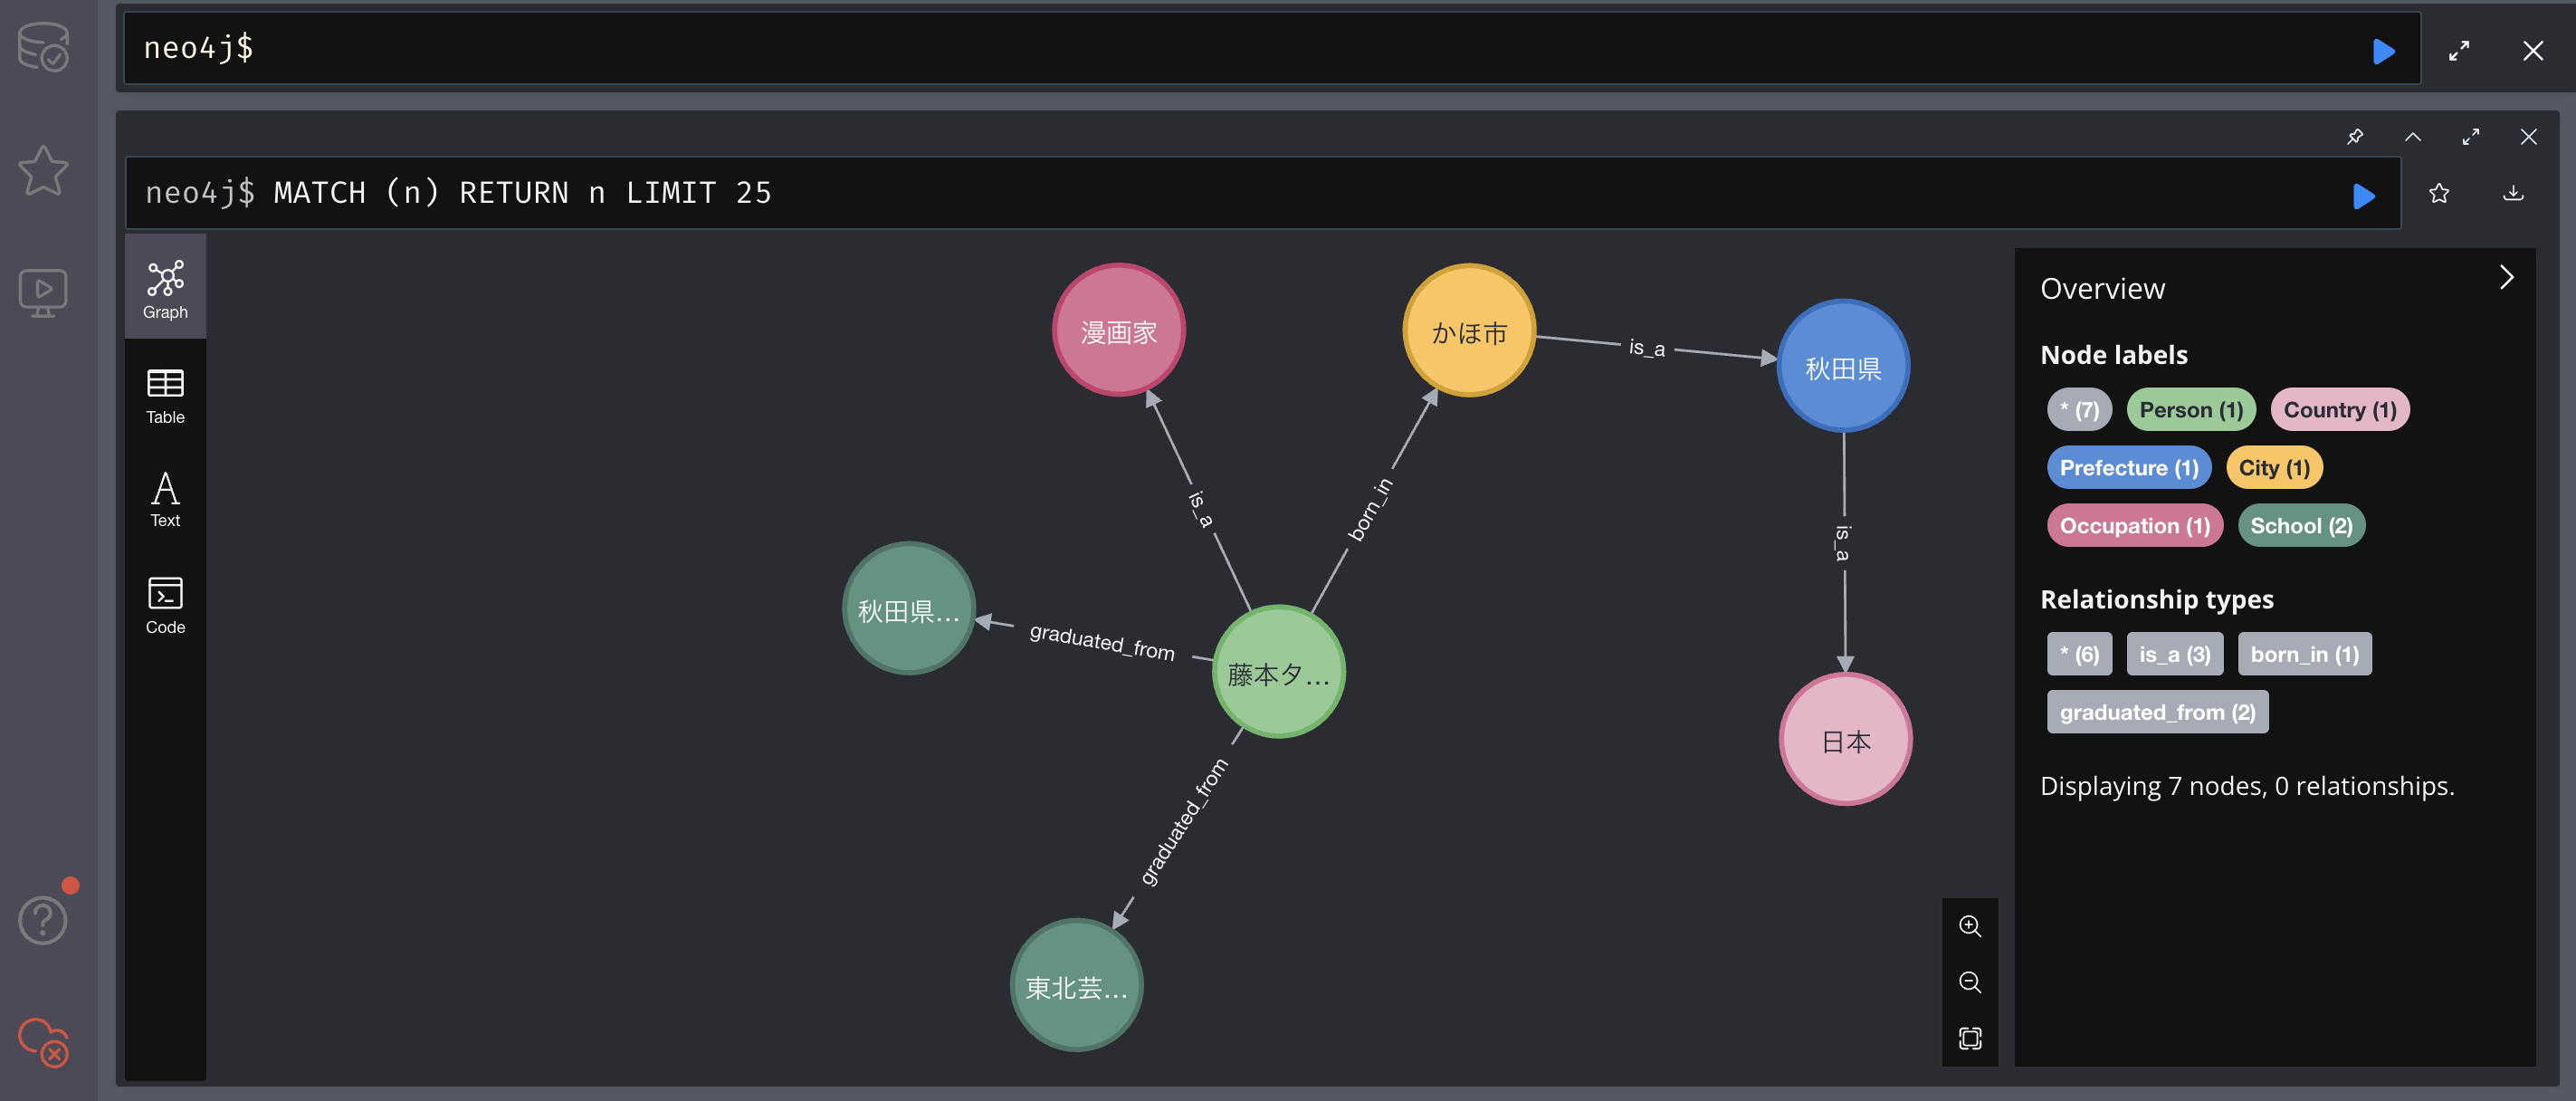 neo4j$
neo4j$ MATCH (n) RETURN n LIMIT 25
Graph
Table
Text
Code
漫画家
かほ市
is_a
秋田県
is_a
born_in
is_a
秋田県...
graduated_from
藤本タ...
日本
graduated_from
東北芸...
Overview
Node labels
* (7) Person (1) Country (1)
Prefecture (1) City (1)
Occupation (1) School (2)
Relationship types
* (6) is_a (3) born_in (1)
graduated_from (2)
Displaying 7 nodes, 0 relationships.